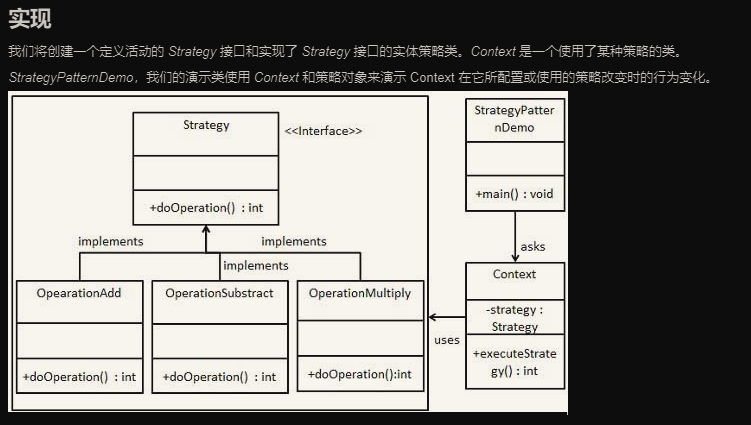 实现
我们将创建一个定义活动的 Strategy 接口和实现了 Strategy 接口的实体策略类。Context 是一个使用了某种策略的类。
StrategyPatternDemo，我们的演示类使用 Context 和策略对象来演示 Context 在它所配置或使用的策略改变时的行为变化。
Strategy
<<Interface>>
+doOperation() : int
StrategyPatter
nDemo
+main() : void
implements
implements
implements
asks
OpearationAdd
+doOperation() : int
OperationSubstract
+doOperation() : int
OperationMultiply
+doOperation():int
uses
Context
-strategy :
Strategy
+executeStrate
gy() : int